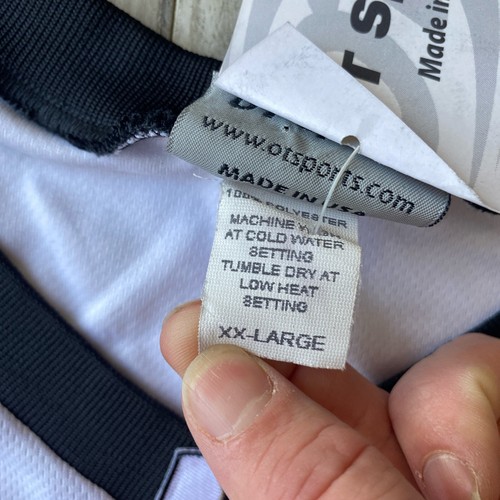 Made in
www.otsports.com
MADE IN USA
100% POLYESTER
MACHINE WASH
AT COLD WATER
SETTING
TUMBLE DRY AT
LOW HEAT
SETTING
XX-LARGE